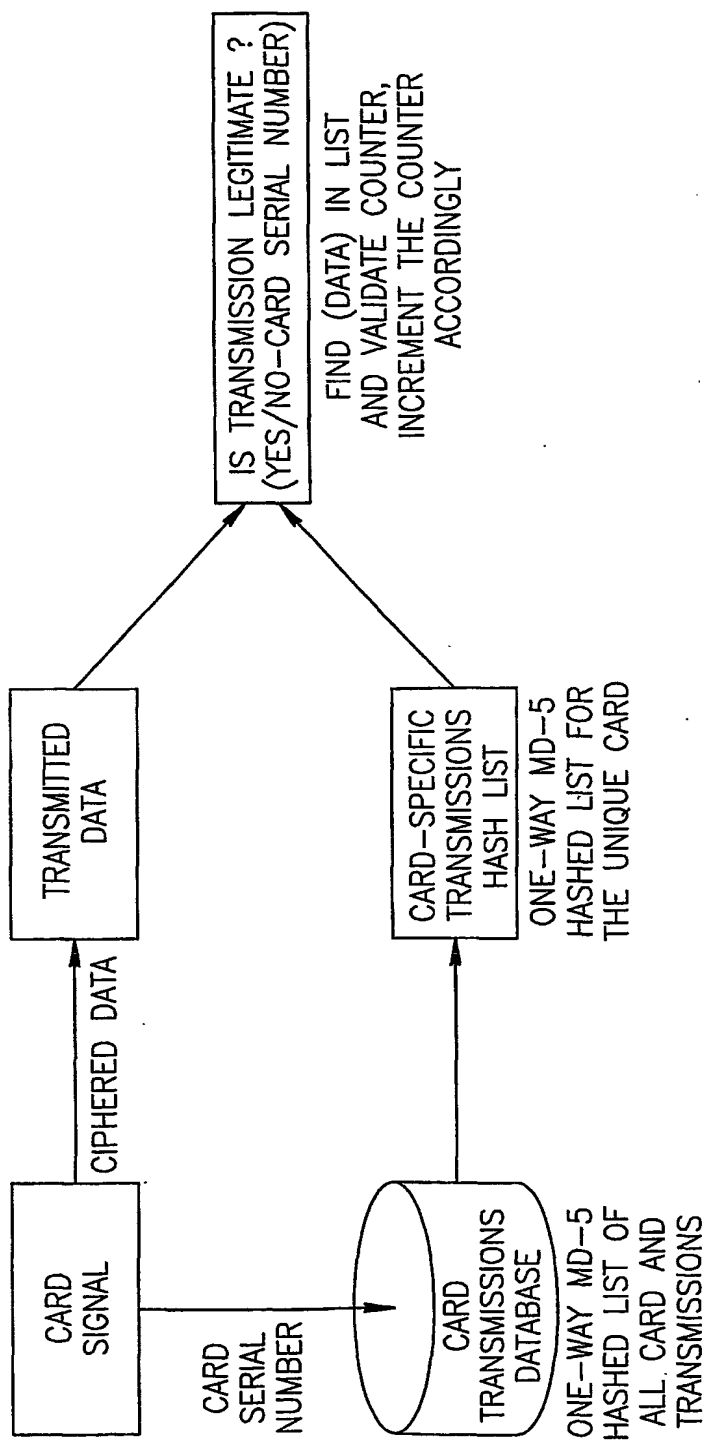 CARD
SIGNAL
CIPHERED DATA
TRANSMITTED
DATA
CARD
SERIAL
NUMBER
CARD
TRANSMISSIONS
DATABASE
ONE-WAY MD-5
HASHED LIST OF
ALL CARD AND
TRANSMISSIONS
CARD-SPECIFIC
TRANSMISSIONS
HASH LIST
ONE-WAY MD-5
HASHED LIST FOR
THE UNIQUE CARD
IS TRANSMISSION LEGITIMATE ?
(YES/NO-CARD SERIAL NUMBER)
FIND (DATA) IN LIST
AND VALIDATE COUNTER,
INCREMENT THE COUNTER
ACCORDINGLY